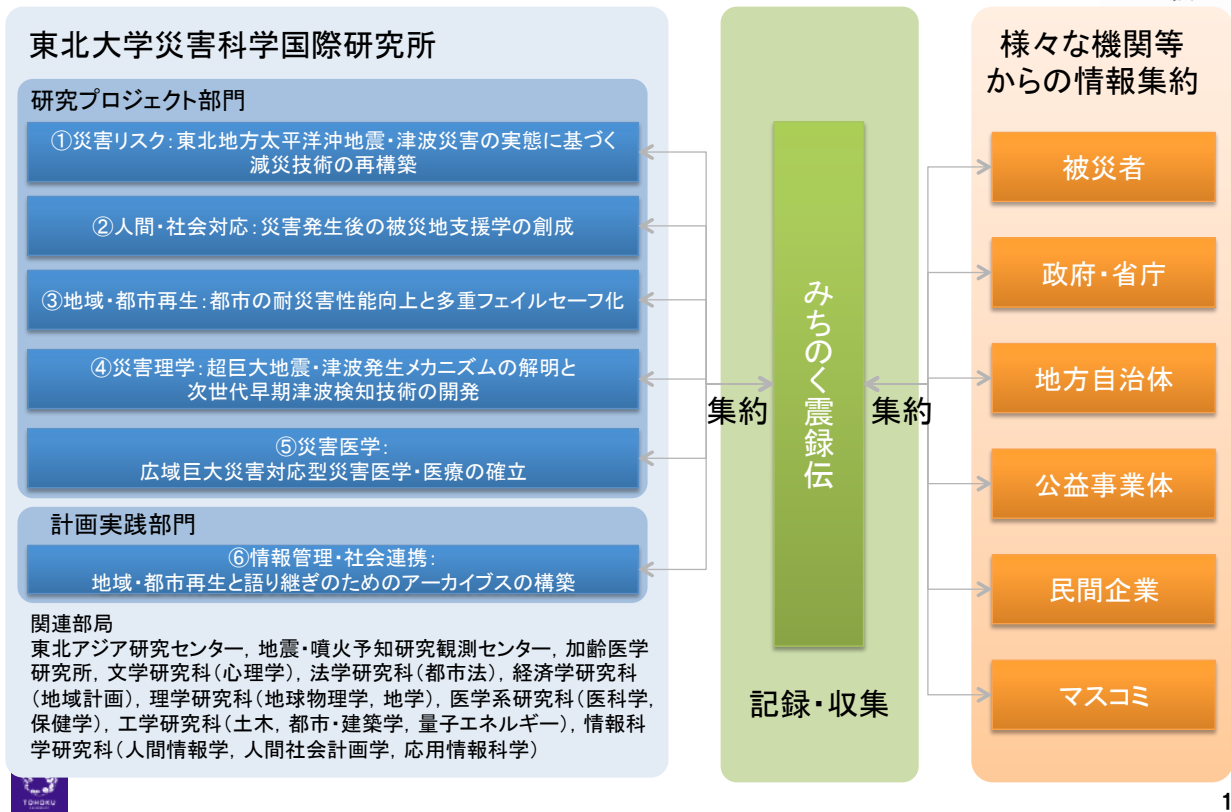 東北大学災害科学国際研究所
研究プロジェクト部門
①災害リスク：東北地方太平洋沖地震・津波災害の実態に基づく
減災技術の再構築
②人間・社会対応：災害発生後の被災地支援学の創成
③地域・都市再生：都市の耐災害性能向上と多重フェイルセーフ化
④災害理学：超巨大地震・津波発生メカニズムの解明と
次世代早期津波検知技術の開発
⑤災害医学：
広域巨大災害対応型災害医学・医療の確立
計画実践部門
⑥情報管理・社会連携：
地域・都市再生と語り継ぎのためのアーカイブスの構築
関連部局
東北アジア研究センター，地震・噴火予知研究観測センター，加齢医学
研究所，文学研究科（心理学），法学研究科（都市法），経済学研究科
（地域計画），理学研究科（地球物理学，地学），医学系研究科（医科学，
保健学），工学研究科（土木，都市・建築学，量子エネルギー），情報科
学研究科（人間情報学，人間社会計画学，応用情報科学）
集約
みちのく震録伝
集約
記録・収集
様々な機関等
からの情報集約
被災者
政府・省庁
地方自治体
公益事業体
民間企業
マスコミ
TOHOKU
1